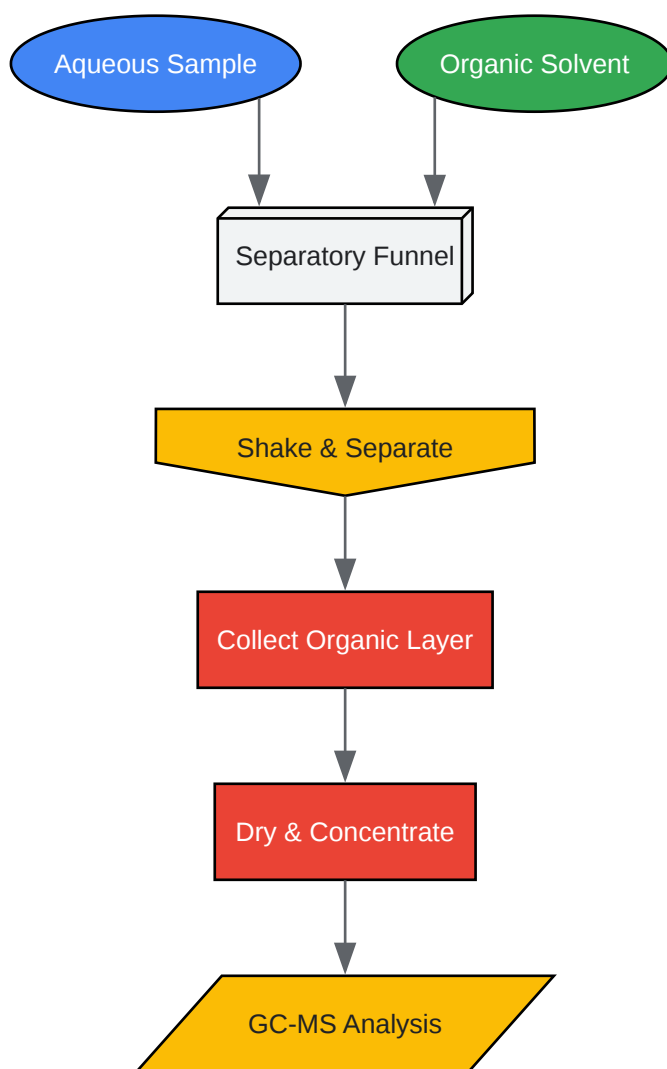 Aqueous Sample
Organic Solvent
Separatory Funnel
Shake & Separate
Collect Organic Layer
Dry & Concentrate
GC-MS Analysis